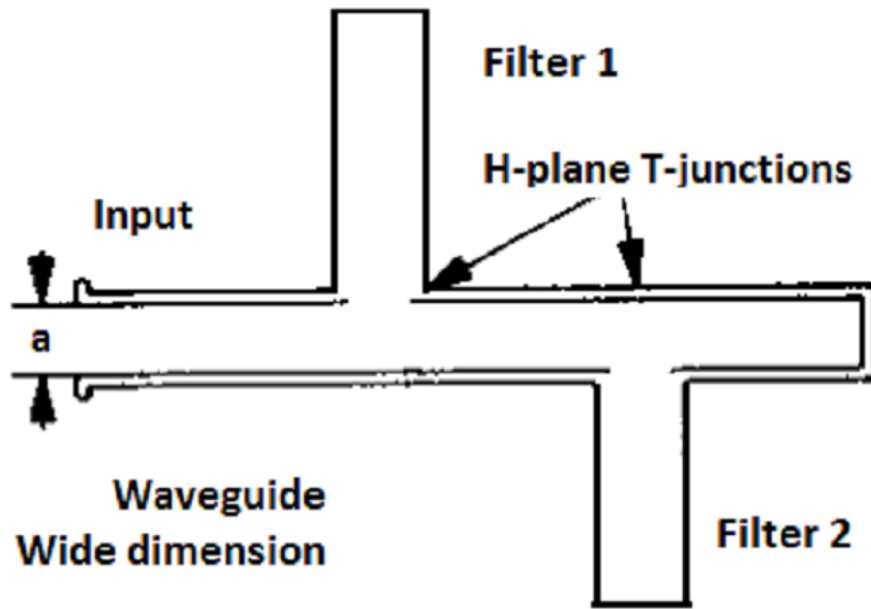 Filter 1
H-plane T-junctions
Input
a
Waveguide
Wide dimension
Filter 2